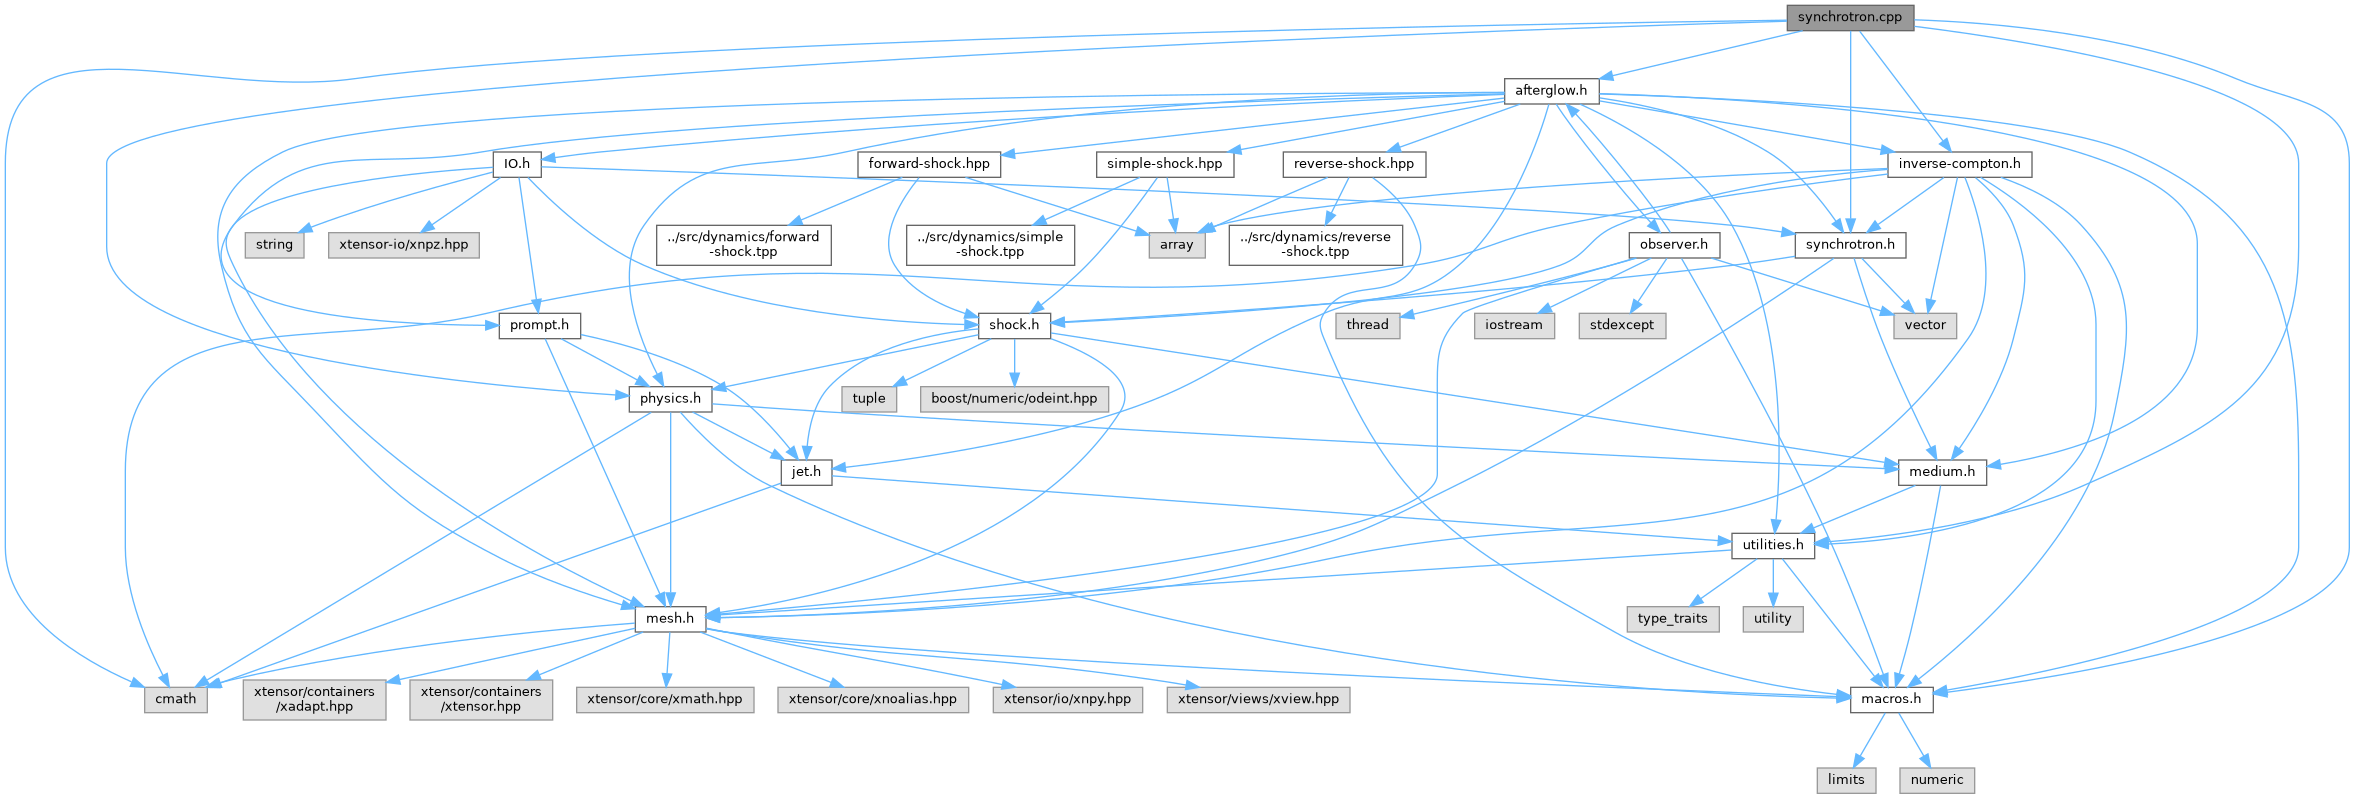 synchrotron.cpp
afterglow.h
IO.h
forward-shock.hpp
simple-shock.hpp
reverse-shock.hpp
inverse-compton.h
string
xtensor-io/xnpz.hpp
../src/dynamics/forward
-shock.tpp
../src/dynamics/simple
-shock.tpp
array
../src/dynamics/reverse
-shock.tpp
observer.h
synchrotron.h
prompt.h
shock.h
thread
iostream
stdexcept
vector
physics.h
tuple
boost/numeric/odeint.hpp
jet.h
medium.h
utilities.h
mesh.h
type_traits
utility
cmath
xtensor/containers
/xadapt.hpp
xtensor/containers
/xtensor.hpp
xtensor/core/xmath.hpp
xtensor/core/xnoalias.hpp
xtensor/io/xnpy.hpp
xtensor/views/xview.hpp
macros.h
limits
numeric